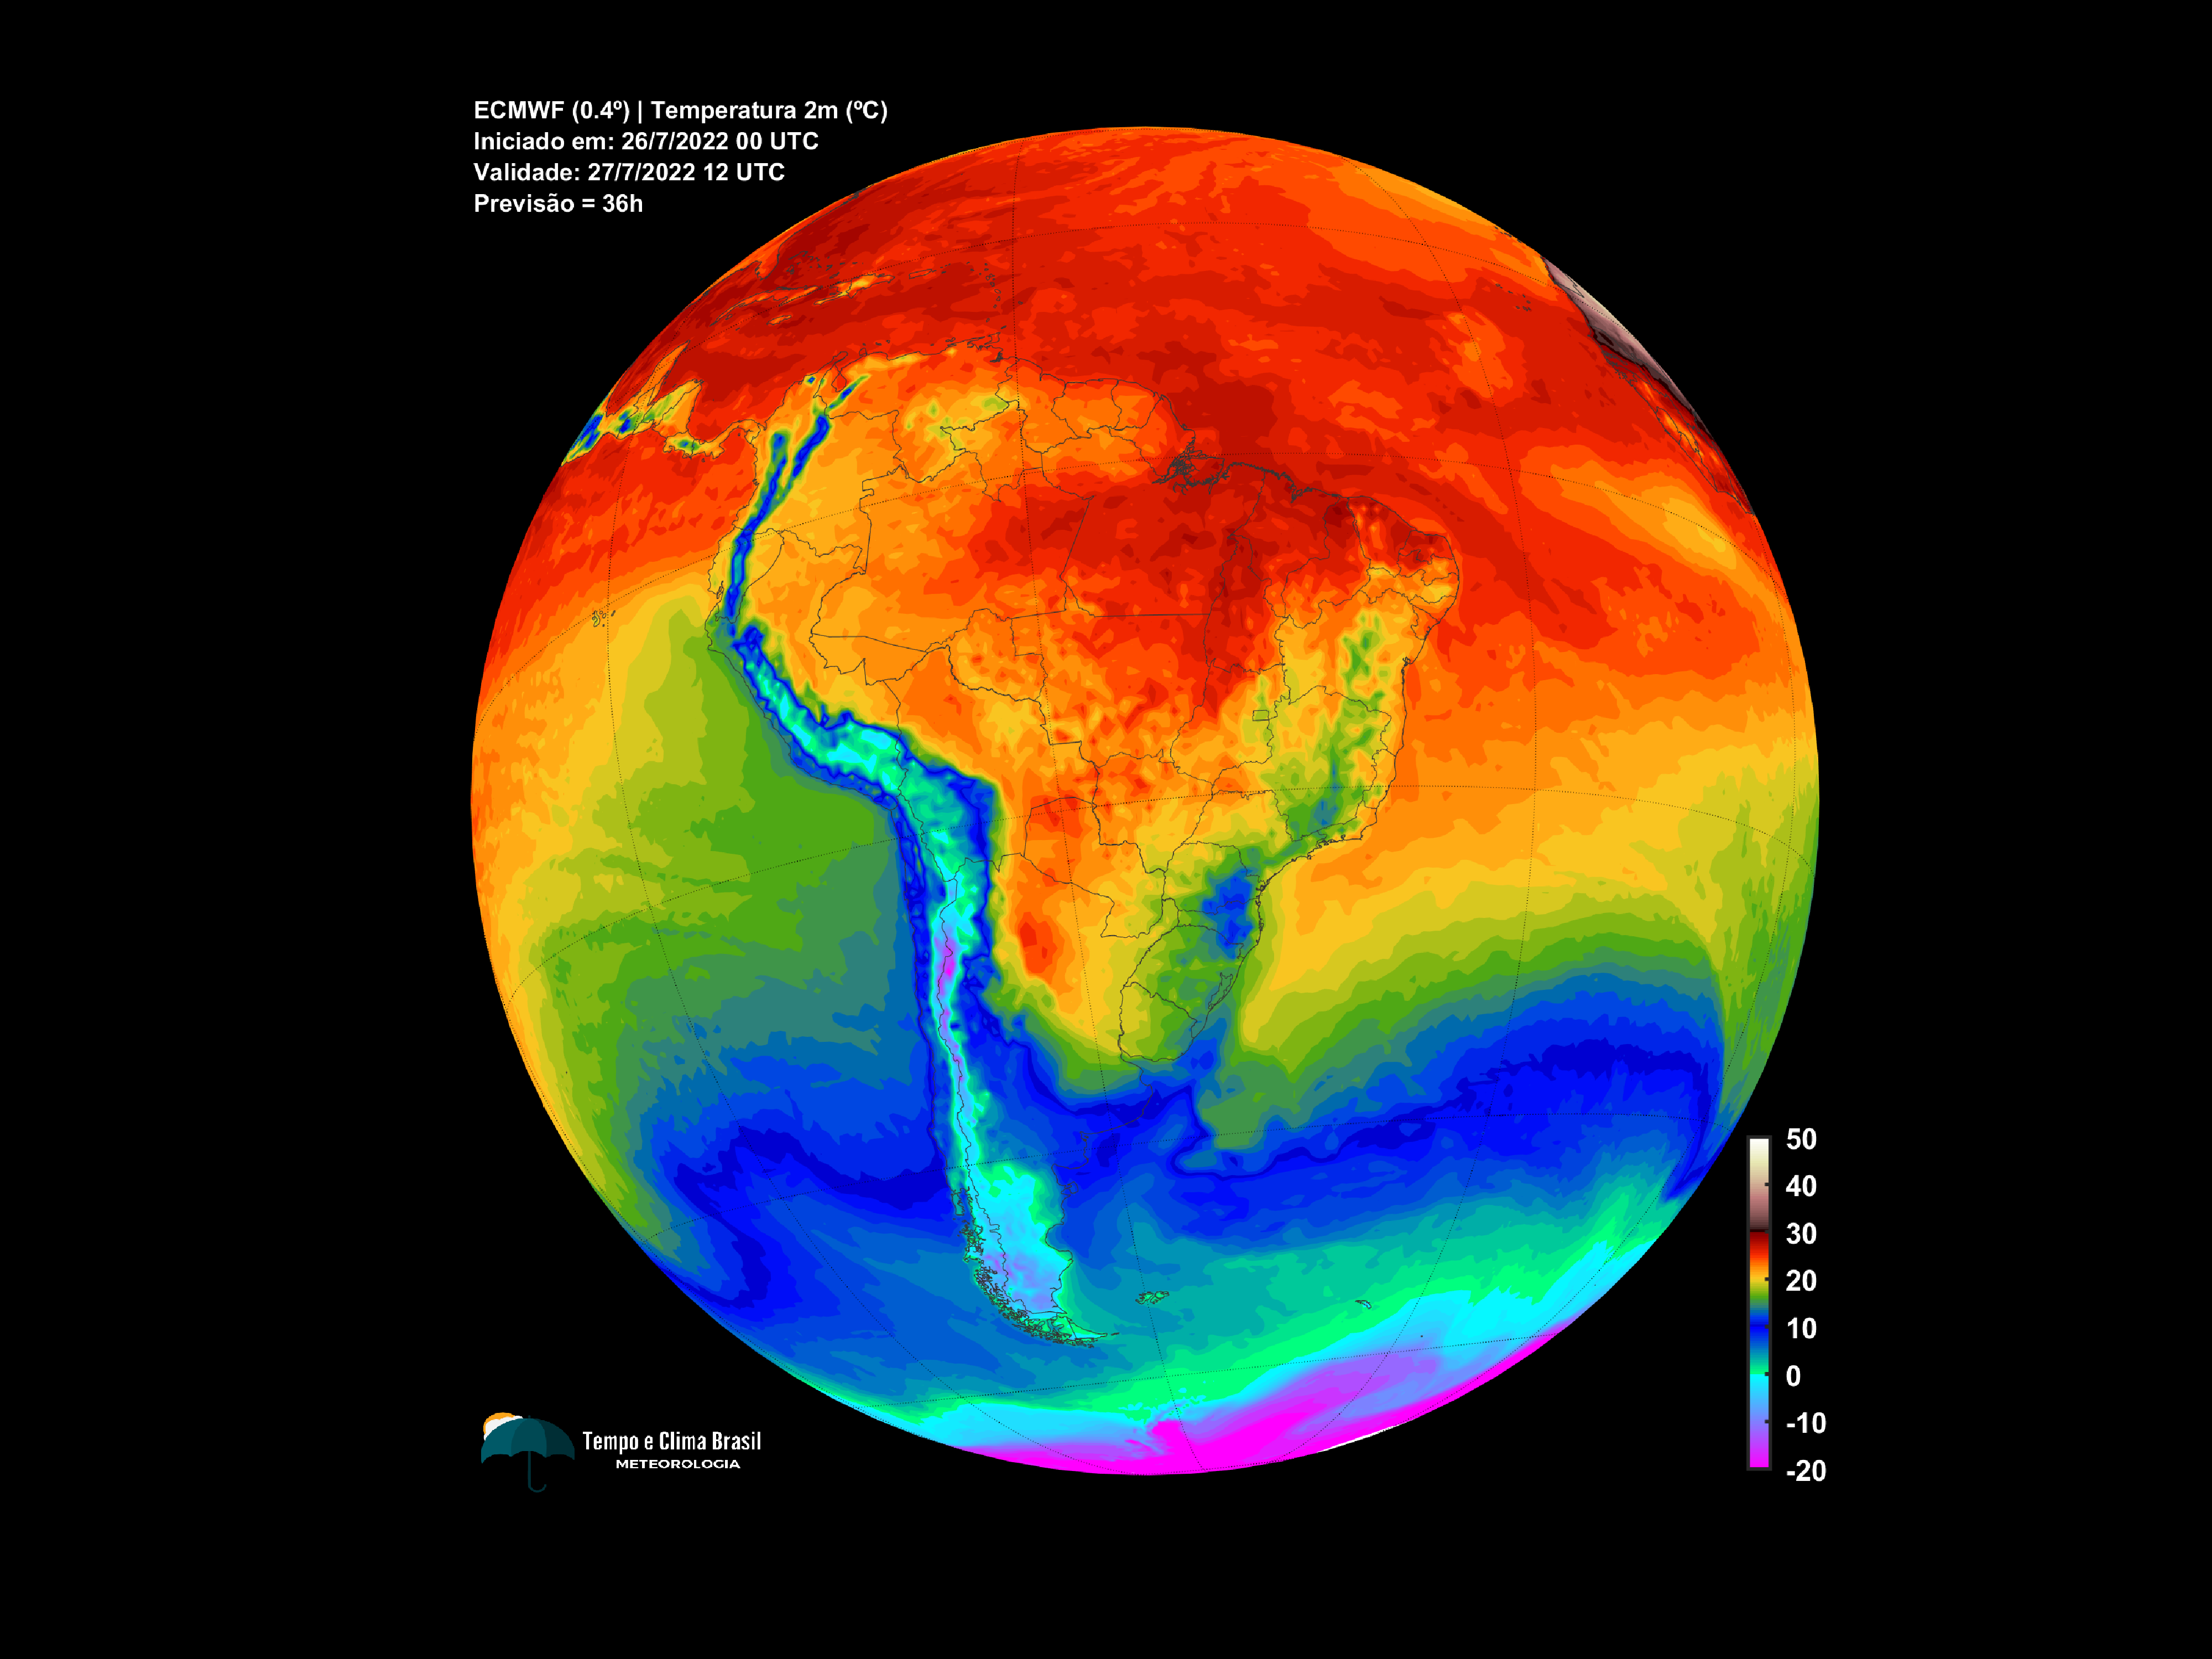 ECMWF (0.4º) | Temperatura 2m (ºC)
Iniciado em: 26/7/2022 00 UTC
Validade: 27/7/2022 12 UTC
Previsão = 36h
50
40
30
20
10
0
-10
-20
Tempo e Clima Brasil
METEOROLOGIA